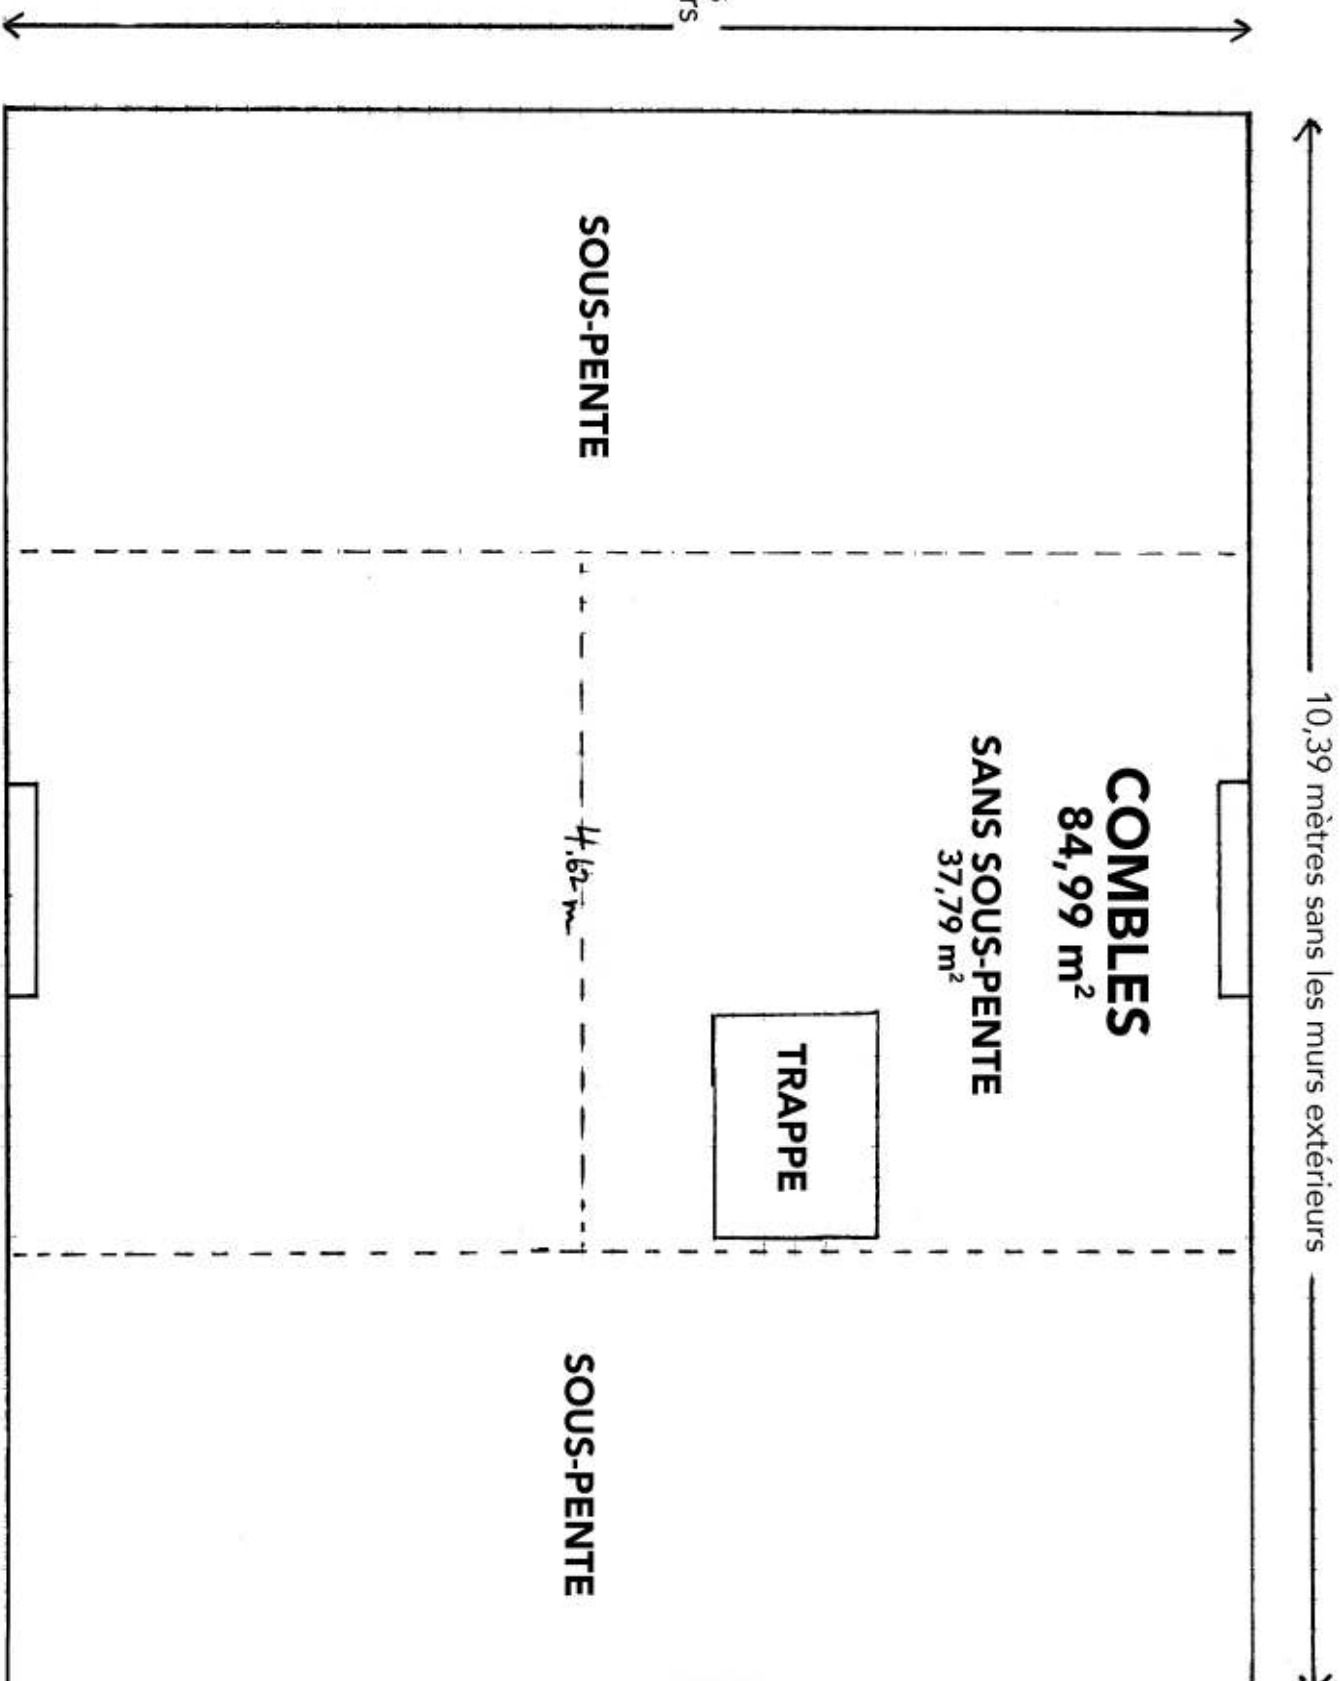 10,39 mètres sans les murs extérieurs
COMBLES
84,99 m²
SANS SOUS-PENTE
37,79 m²
TRAPPE
SOUS-PENTE
4,62 m
SOUS-PENTE